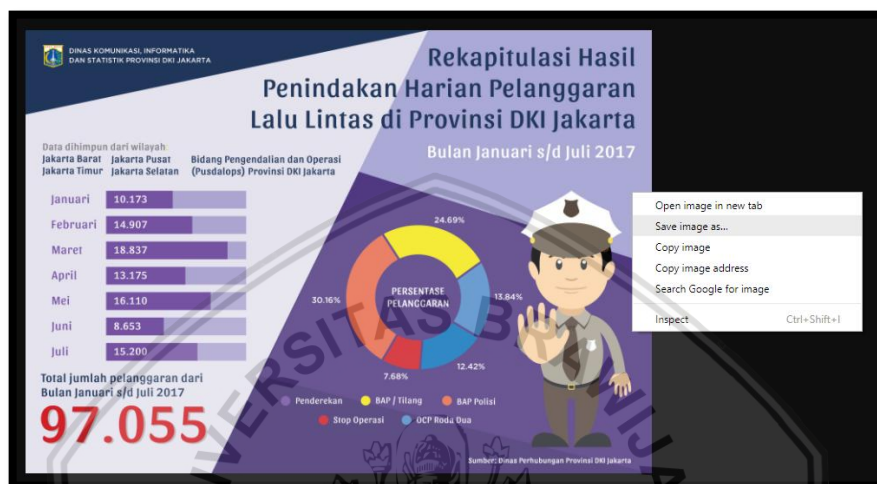 DINAS KOMUNIKASI, INFORMATIKA
DAN STATISTIK PROVINSI DKI JAKARTA
Rekapitulasi Hasil
Penindakan Harian Pelanggaran
Lalu Lintas di Provinsi DKI Jakarta
Bulan Januari s/d Juli 2017
Data dihimpun dari wilayah:
Jakarta Barat Jakarta Pusat Bidang Pengendalian dan Operasi
Jakarta Timur Jakarta Selatan (Pusdalops) Provinsi DKI Jakarta
Januari 10.173
Februari 14.907
Maret 18.837
April 13.175
Mei 16.110
Juni 8.653
Juli 15.200
Total jumlah pelanggaran dari
Bulan Januari s/d Juli 2017
97.055
24.69%
30.16%
PERSENTASE
PELANGGARAN
13.84%
12.42%
7.68%
Penderekan BAP / Tilang BAP Polisi
Stop Operasi OCP Roda Dua
Sumber: Dinas Perhubungan Provinsi DKI Jakarta
Open image in new tab
Save image as...
Copy image
Copy image address
Search Google for image
Inspect Ctrl+Shift+I